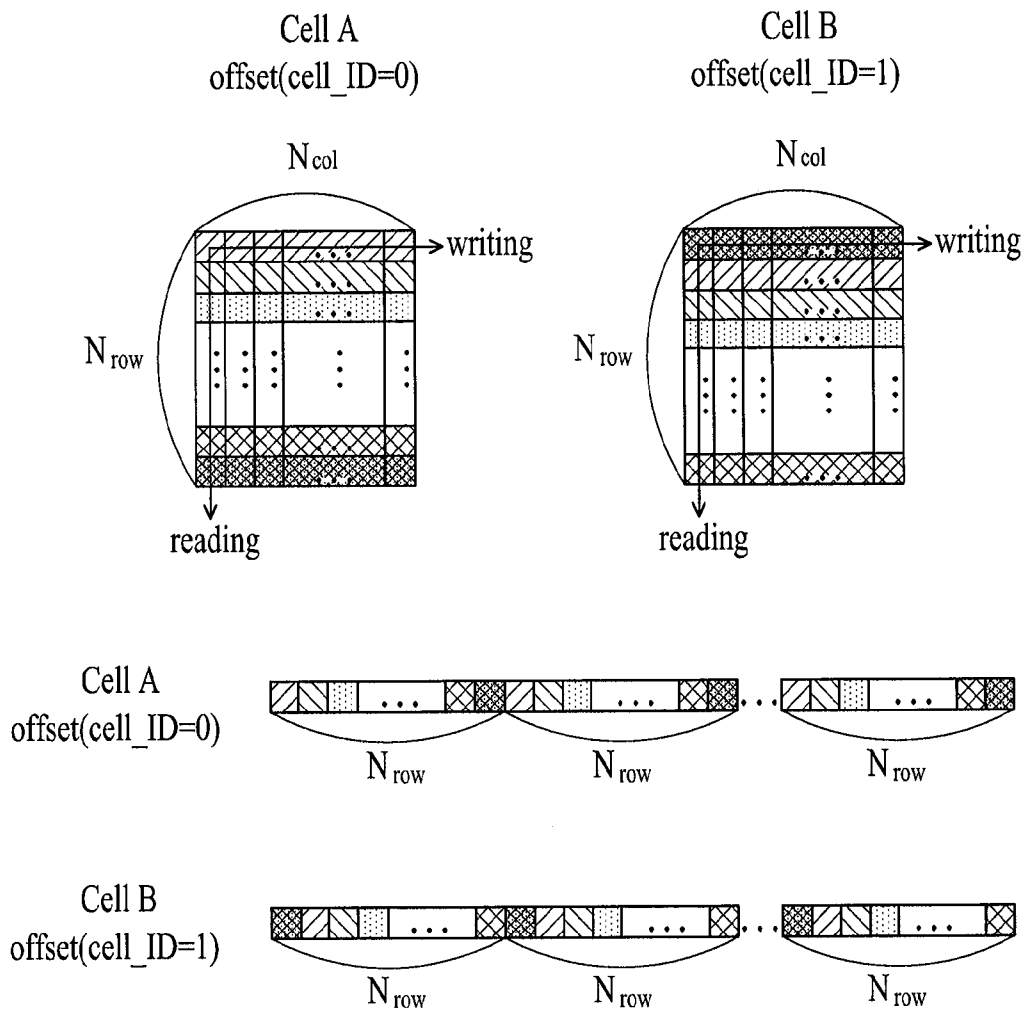 Cell A
offset(cell_ID=0)
Cell B
offset(cell_ID=1)
Ncol
Ncol
writing
writing
Nrow
Nrow
reading
reading
Cell A
offset(cell_ID=0)
Nrow
Nrow
Nrow
Cell B
offset(cell_ID=1)
Nrow
Nrow
Nrow